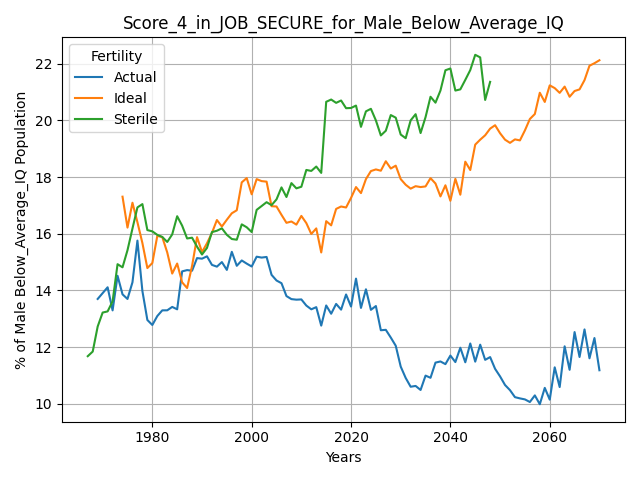 Score_4_in_JOB_SECURE_for_Male_Below_Average_IQ
Fertility
Actual
Ideal
Sterile
% of Male Below_Average_IQ Population
22
20
18
16
14
12
10
1980
2000
2020
2040
2060
Years